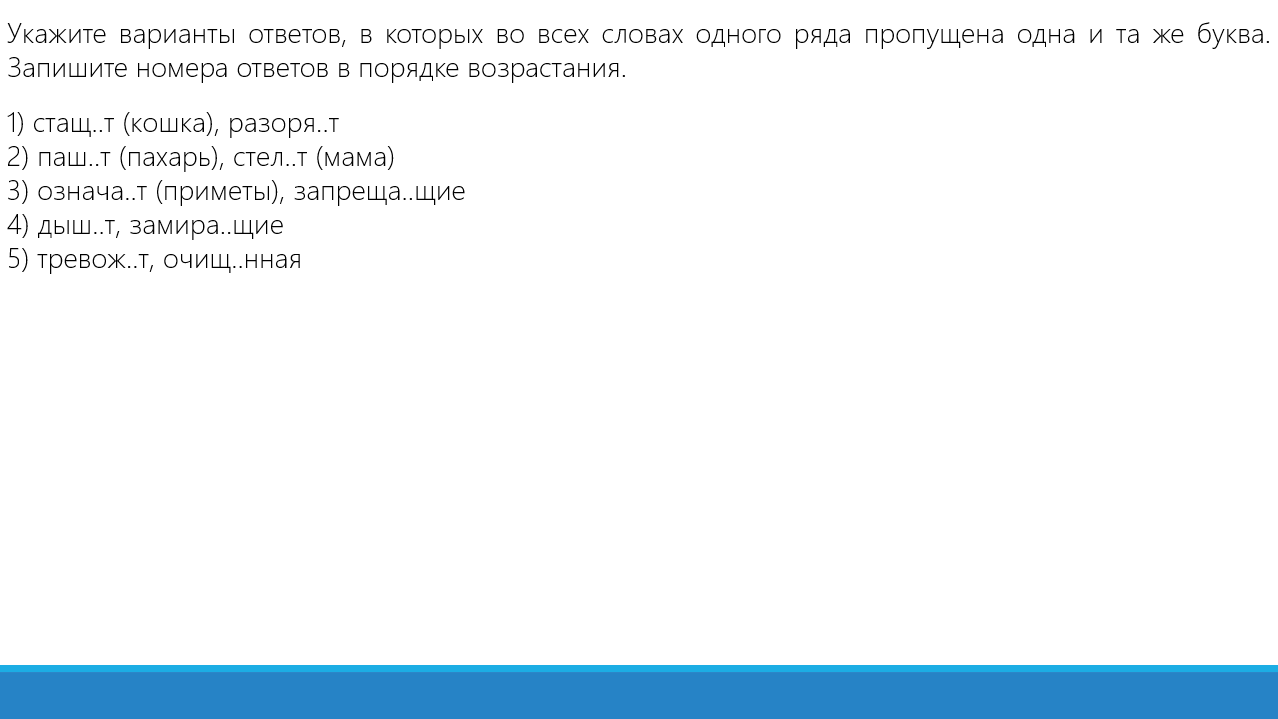 Укажите варианты ответов, в которых во всех словах одного ряда пропущена одна и та же буква.
Запишите номера ответов в порядке возрастания.
1) стащ..т (кошка), разоря..т
2) паш..т (пахарь), стел..т (мама)
3) означа..т (приметы), запреща..щие
4) дыш..т, замира..щие
5) тревож..т, очищ..нная